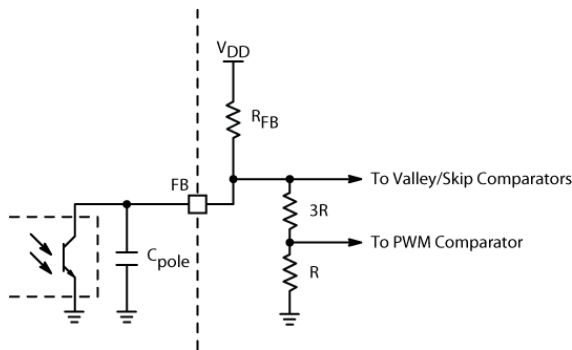 VDD
RFB
FB
To Valley/Skip Comparators
3R
To PWM Comparator
Cpole
R